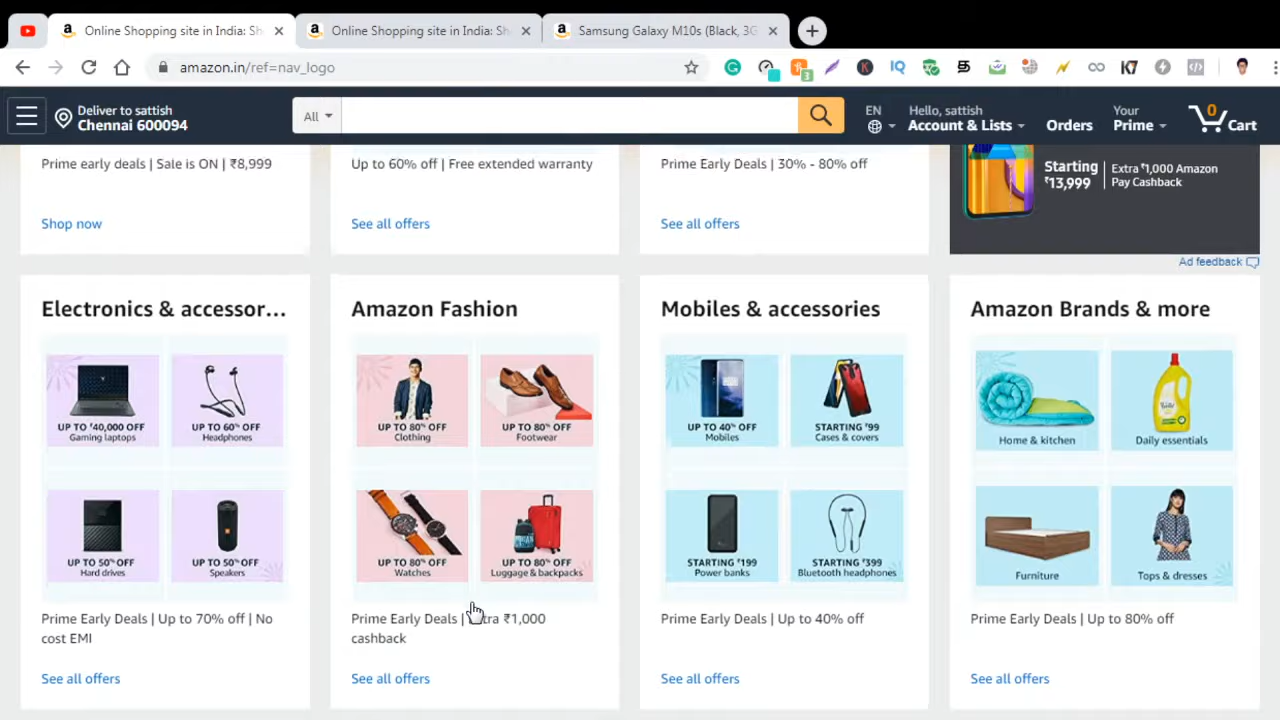 Online Shopping site in India: Sh
Online Shopping site in India: Sh
Samsung Galaxy M10s (Black, 3G
amazon.in/ref=nav_logo
Deliver to sattish
Chennai 600094
All
EN
Hello, sattish
Account & Lists
Orders
Your
Prime
0
Cart
Prime early deals | Sale is ON | ₹8,999
Shop now
Up to 60% off | Free extended warranty
See all offers
Prime Early Deals | 30% - 80% off
See all offers
Starting
₹13,999
Extra ₹1,000 Amazon
Pay Cashback
Ad feedback
Electronics & accessor...
UP TO ₹40,000 OFF
Gaming laptops
UP TO 60% OFF
Headphones
UP TO 50% OFF
Hard drives
UP TO 50% OFF
Speakers
Prime Early Deals | Up to 70% off | No
cost EMI
See all offers
Amazon Fashion
UP TO 80% OFF
Clothing
UP TO 80% OFF
Footwear
UP TO 80% OFF
Watches
UP TO 80% OFF
Luggage & backpacks
Prime Early Deals | tra ₹1,000
cashback
See all offers
Mobiles & accessories
UP TO 40% OFF
Mobiles
STARTING ₹99
Cases & covers
STARTING ₹199
Power banks
STARTING ₹399
Bluetooth headphones
Prime Early Deals | Up to 40% off
See all offers
Amazon Brands & more
Home & kitchen
Daily essentials
Furniture
Tops & dresses
Prime Early Deals | Up to 80% off
See all offers